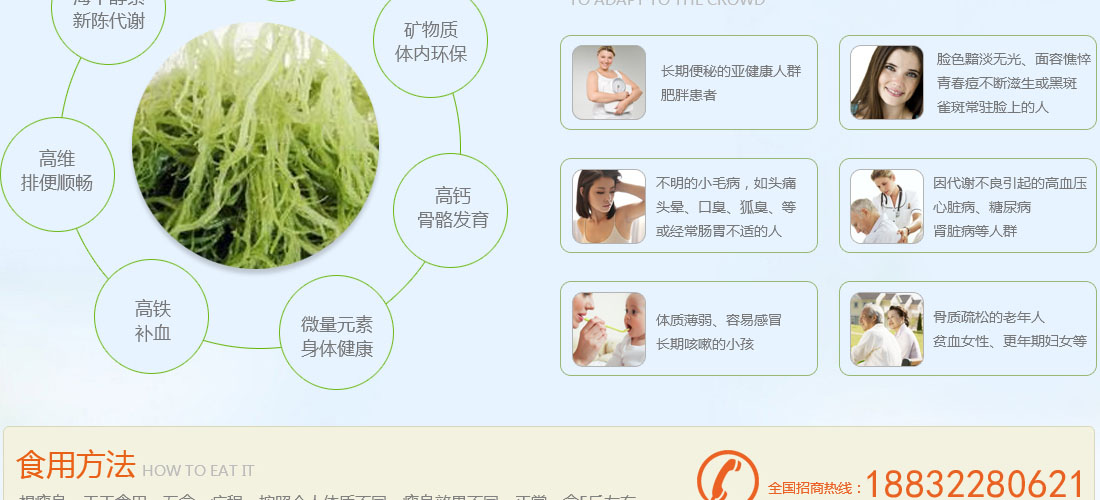 新陈代谢
矿物质
体内环保
高维
排便顺畅
高钙
骨骼发育
高铁
补血
微量元素
身体健康
TO ADAPT TO THE CROWD
长期便秘的亚健康人群
肥胖患者
脸色黯淡无光、面容憔悴
青春痘不断滋生或黑斑
雀斑常驻脸上的人
不明的小毛病，如头痛
头晕、口臭、狐臭、等
或经常肠胃不适的人
因代谢不良引起的高血压
心脏病、糖尿病
肾脏病等人群
体质薄弱、容易感冒
长期咳嗽的小孩
骨质疏松的老年人
贫血女性、更年期妇女等
食用方法 HOW TO EAT IT
全国招商热线：18832280621